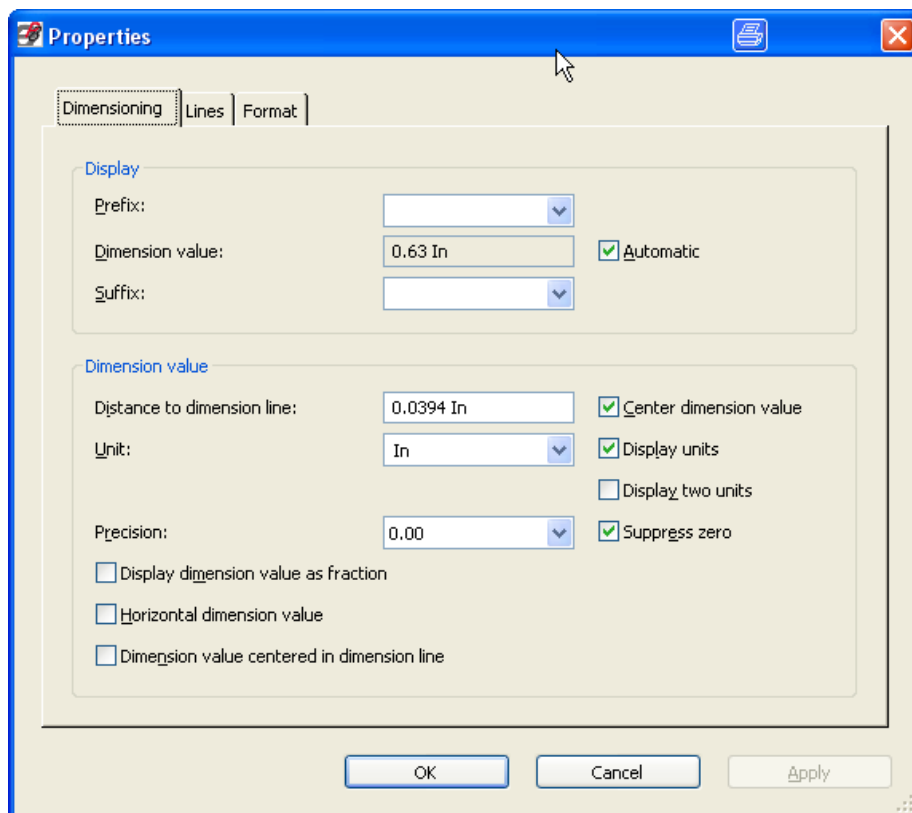 Properties
Dimensioning Lines Format
Display
Prefix:
Dimension value: 0.63 In Automatic
Suffix:
Dimension value
Distance to dimension line: 0.0394 In Center dimension value
Unit: In Display units
Display two units
Precision: 0.00 Suppress zero
Display dimension value as fraction
Horizontal dimension value
Dimension value centered in dimension line
OK Cancel Apply